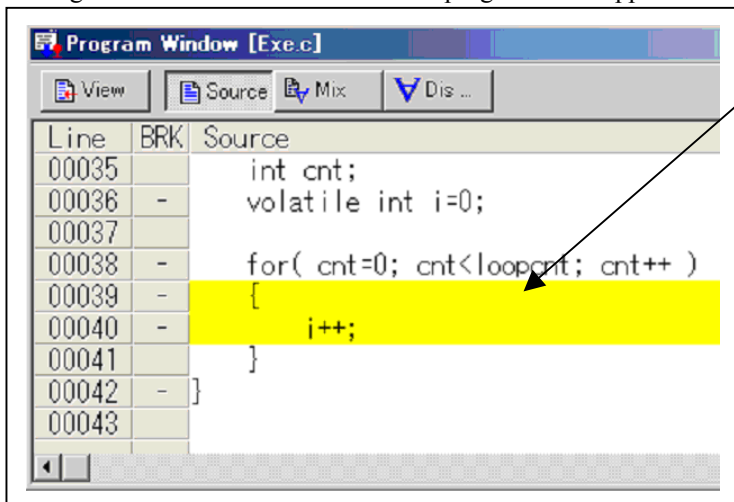 Program Window [Exe.c]
View Source Mix Dis ...
Line BRK Source
00035 int cnt;
00036 - volatile int i=0;
00037
00038 - for( cnt=0; cnt<loopcnt; cnt++ )
00039 - {
00040 - i++;
00041 }
00042 - }
00043